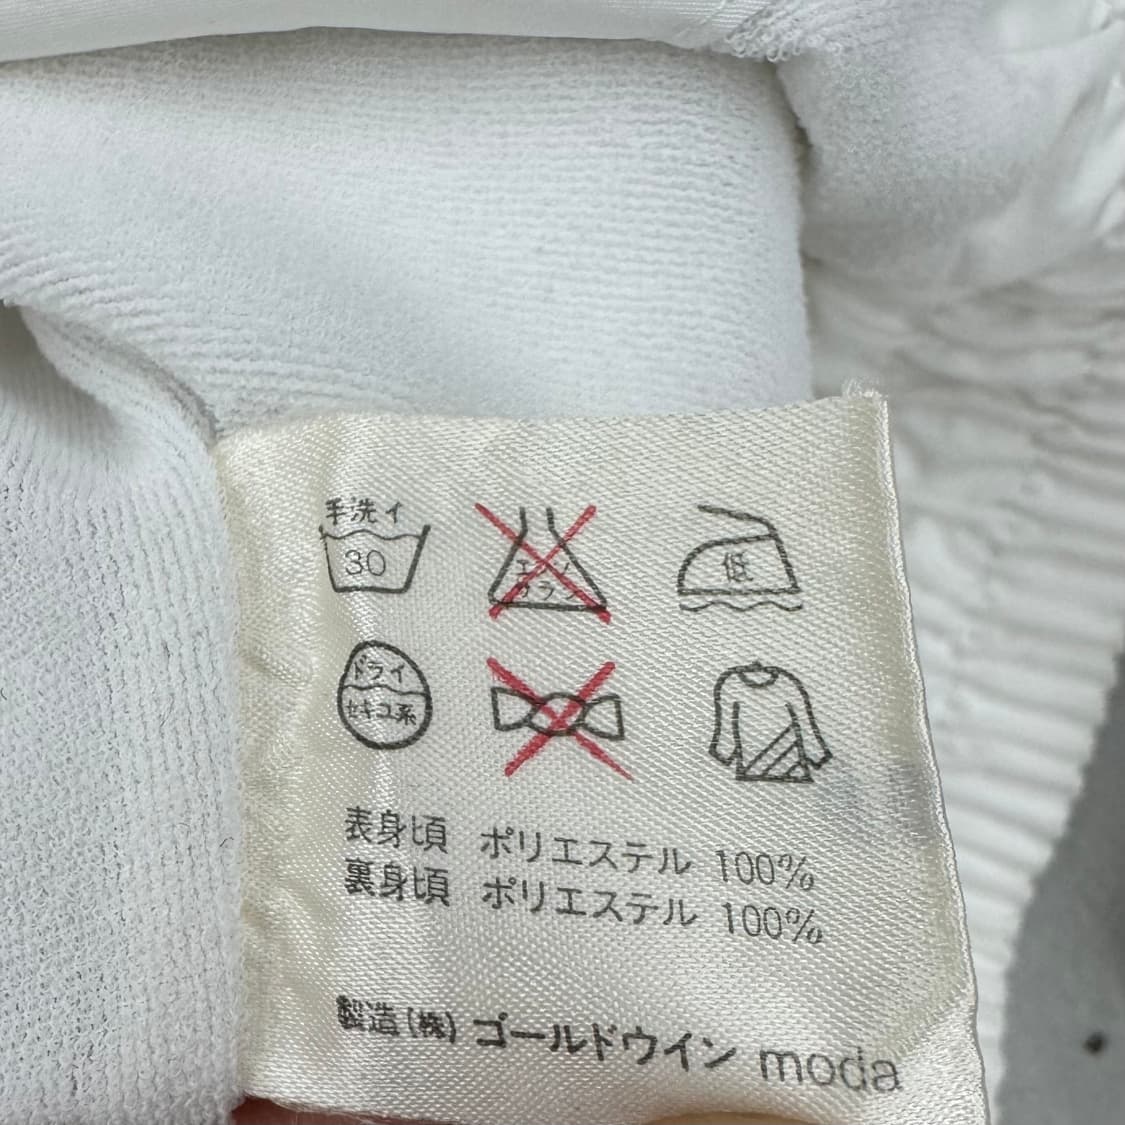 手洗イ
30
エンソ
サラシ
低
ドライ
セキユ系
表身頃 ポリエステル 100%
裏身頃 ポリエステル 100%
製造(株)ゴールドウイン moda